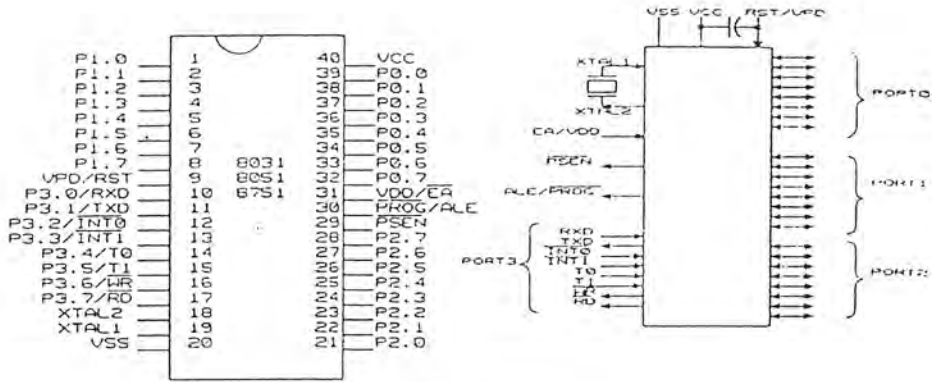 P1.0 1 40 VCC
P1.1 2 39 P0.0
P1.2 3 38 P0.1
P1.3 4 37 P0.2
P1.4 5 36 P0.3
P1.5 6 35 P0.4
P1.6 7 34 P0.5
P1.7 8 8031 33 P0.6
VPD/RST 9 8051 32 P0.7
P3.0/RXD 10 8751 31 VDD/EA
P3.1/TXD 11 30 PROG/ALE
P3.2/INT0 12 29 PSEN
P3.3/INT1 13 28 P2.7
P3.4/T0 14 27 P2.6
P3.5/T1 15 26 P2.5
P3.6/WR 16 25 P2.4
P3.7/RD 17 24 P2.3
XTAL2 18 23 P2.2
XTAL1 19 22 P2.1
VSS 20 21 P2.0
VSS VCC RST/VPD
XTAL1
XTAL2
EA/VDD
PSEN
ALE/PROG
PORT0
PORT1
PORT2
PORT3
RXD
TXD
INT0
INT1
T0
T1
RD